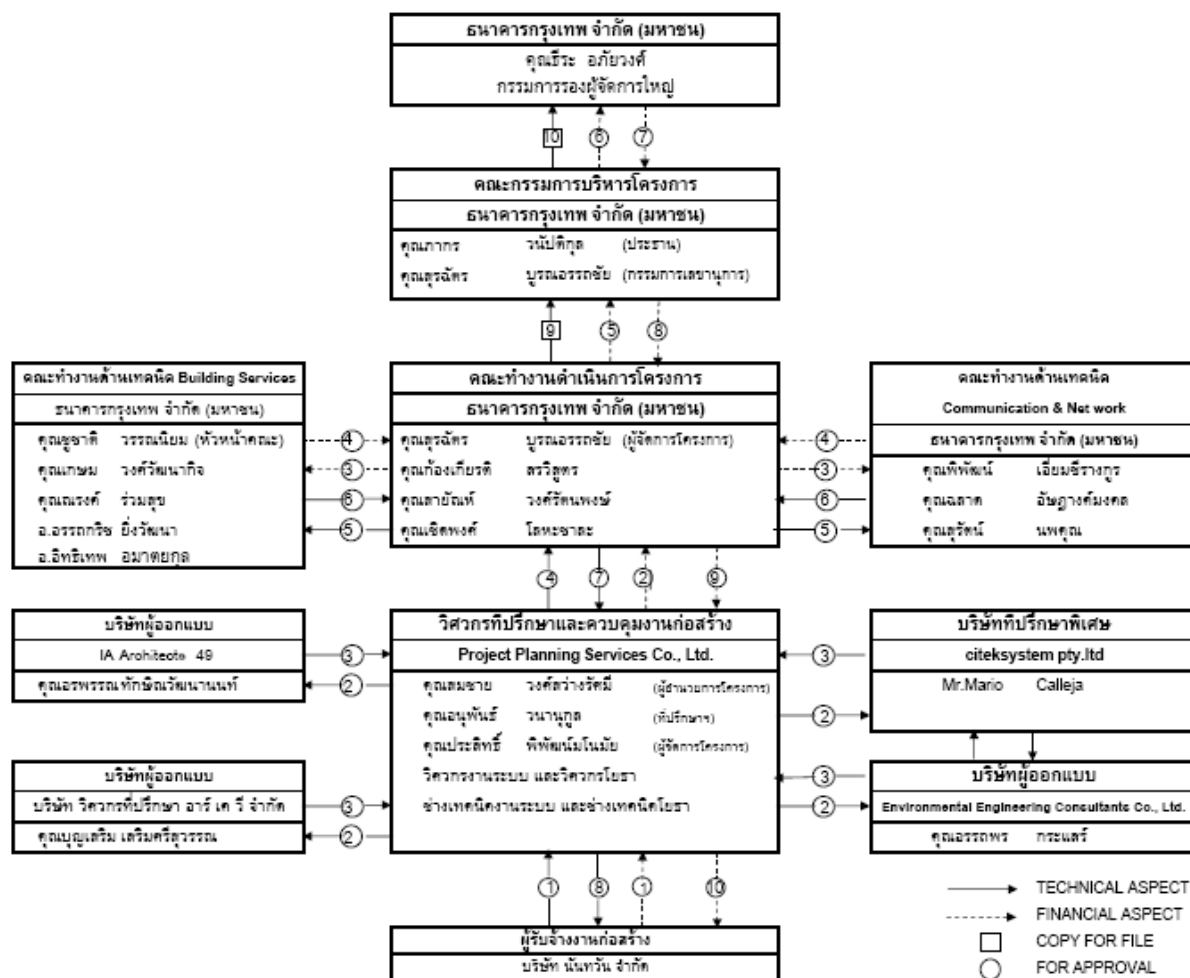 ธนาคารกรุงเทพ จำกัด (มหาชน)
คุณธีระ อภัยวงศ์
กรรมการรองผู้จัดการใหญ่
10 6 7
คณะกรรมการบริหารโครงการ
ธนาคารกรุงเทพ จำกัด (มหาชน)
คุณภากร วนัปติกุล (ประธาน)
คุณสุรฉัตร บูรณอรรถชัย (กรรมการเลขานุการ)
9 5 8
คณะทำงานด้านเทคนิค Building Services
ธนาคารกรุงเทพ จำกัด (มหาชน)
คุณชูชาติ วรรณนิยม (หัวหน้าคณะ)
คุณเกษม วงศ์วัฒนากิจ
คุณณรงค์ ร่วมสุข
อ.อรรถกริช ยิ่งวัฒนา
อ.อิทธิเทพ อมาตยกุล
4
3
6
5
คณะทำงานดำเนินการโครงการ
ธนาคารกรุงเทพ จำกัด (มหาชน)
คุณสุรฉัตร บูรณอรรถชัย (ผู้จัดการโครงการ)
คุณก้องเกียรติ สรวิสูตร
คุณสายัณห์ วงศ์รัตนพงษ์
คุณเชิดพงศ์ โลหะชาละ
4
3
6
5
คณะทำงานด้านเทคนิค
Communication & Net work
ธนาคารกรุงเทพ จำกัด (มหาชน)
คุณพิพัฒน์ เอี่ยมชีรางกูร
คุณฉลาด อัษฎางค์มงคล
คุณสุรัตน์ นพคุณ
4 7 2 9
บริษัทผู้ออกแบบ
IA Architects 49
คุณอรพรรณ ทักษิณวัฒนานนท์
3
2
บริษัทผู้ออกแบบ
บริษัท วิศวกรที่ปรึกษา อาร์ เค วี จำกัด
คุณบุญเสริม เสริมศรีสุวรรณ
3
2
วิศวกรที่ปรึกษาและควบคุมงานก่อสร้าง
Project Planning Services Co., Ltd.
คุณสมชาย วงศ์สว่างรัศมี (ผู้อำนวยการโครงการ)
คุณอนุพันธ์ วนานุกูล (ที่ปรึกษาฯ)
คุณประสิทธิ์ พิพัฒน์มโนมัย (ผู้จัดการโครงการ)
วิศวกรงานระบบ และวิศวกรโยธา
ช่างเทคนิคงานระบบ และช่างเทคนิคโยธา
3
2
3
2
บริษัทที่ปรึกษาพิเศษ
citeksystem pty.ltd
Mr.Mario Calleja
บริษัทผู้ออกแบบ
Environmental Engineering Consultants Co., Ltd.
คุณอรรถพร กระแสร์
1 8 1 10
ผู้รับจ้างงานก่อสร้าง
บริษัท นันทวัน จำกัด
TECHNICAL ASPECT
FINANCIAL ASPECT
COPY FOR FILE
FOR APPROVAL